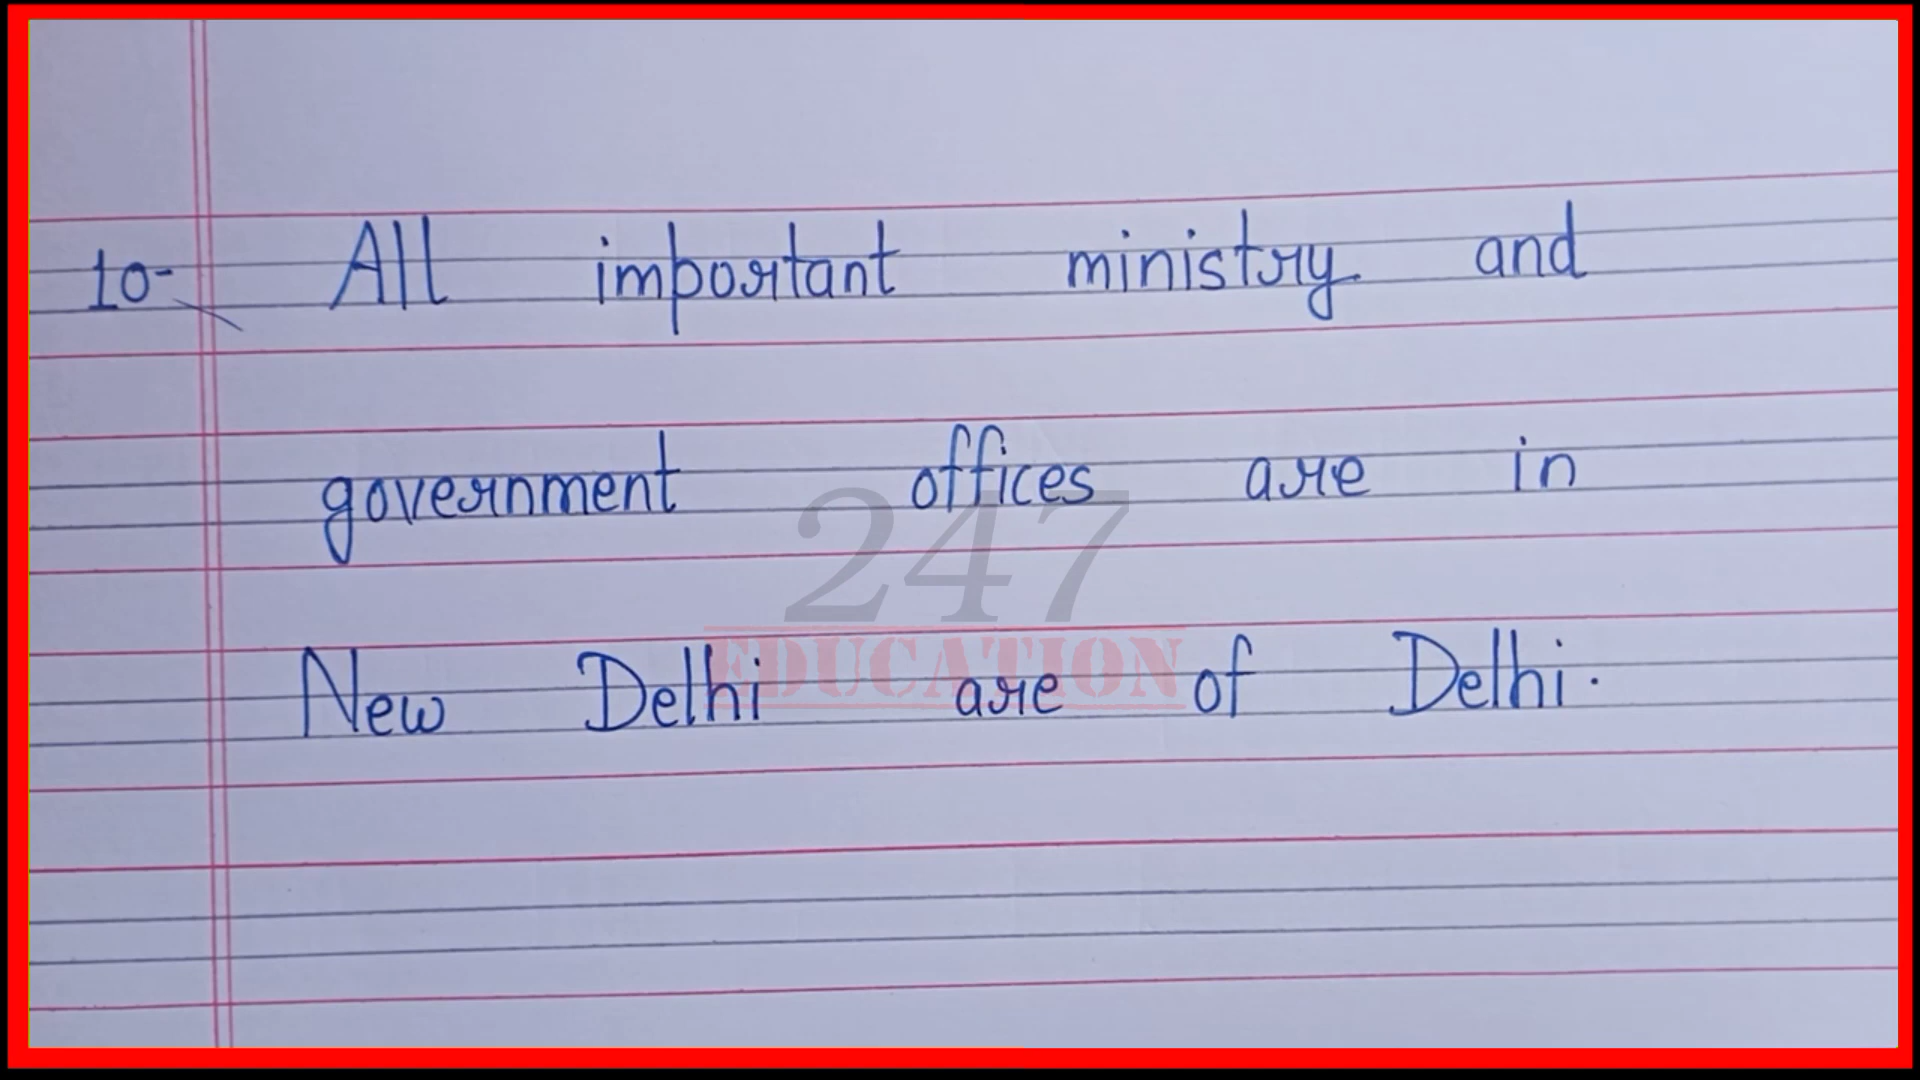 10- All important ministry and
government offices are in
247
EDUCATION
New Delhi are of Delhi.